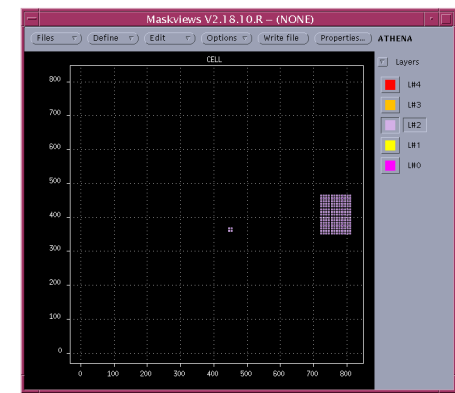 Maskviews V2.18.10.R – (NONE)
Files Define Edit Options Write file Properties... ATHENA
CELL
Layers
L#4
L#3
L#2
L#1
L#0
800
700
600
500
400
300
200
100
0
0 100 200 300 400 500 600 700 800